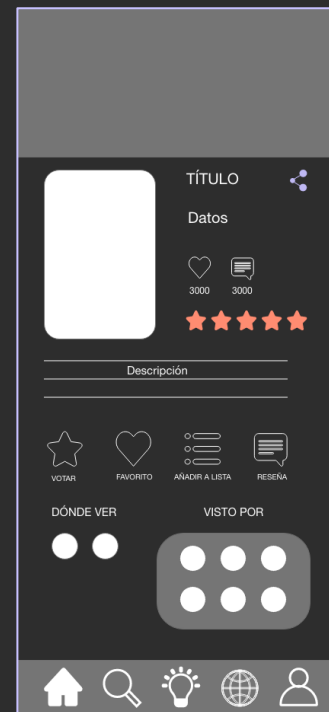 TÍTULO
Datos
3000 3000
Descripción
VOTAR FAVORITO AÑADIR A LISTA RESEÑA
DÓNDE VER VISTO POR